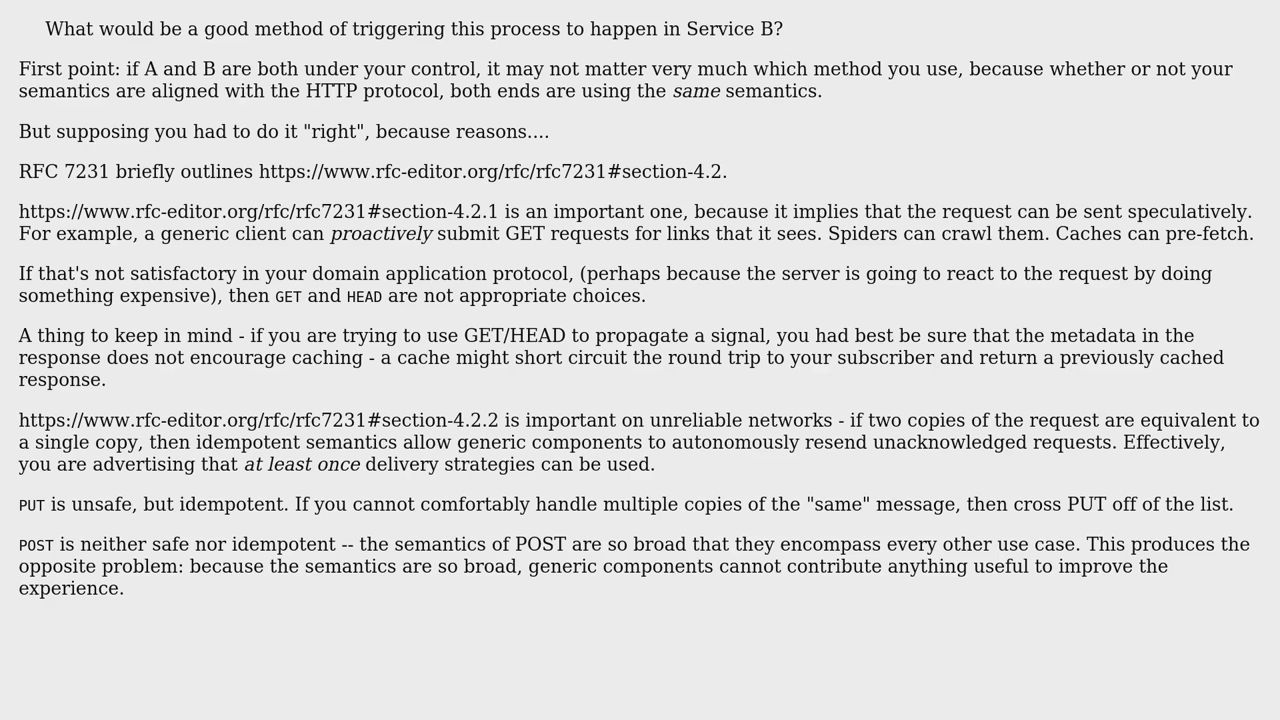 What would be a good method of triggering this process to happen in Service B?
First point: if A and B are both under your control, it may not matter very much which method you use, because whether or not your
semantics are aligned with the HTTP protocol, both ends are using the same semantics.
But supposing you had to do it "right", because reasons....
RFC 7231 briefly outlines https://www.rfc-editor.org/rfc/rfc7231#section-4.2.
https://www.rfc-editor.org/rfc/rfc7231#section-4.2.1 is an important one, because it implies that the request can be sent speculatively.
For example, a generic client can proactively submit GET requests for links that it sees. Spiders can crawl them. Caches can pre-fetch.
If that's not satisfactory in your domain application protocol, (perhaps because the server is going to react to the request by doing
something expensive), then GET and HEAD are not appropriate choices.
A thing to keep in mind - if you are trying to use GET/HEAD to propagate a signal, you had best be sure that the metadata in the
response does not encourage caching - a cache might short circuit the round trip to your subscriber and return a previously cached
response.
https://www.rfc-editor.org/rfc/rfc7231#section-4.2.2 is important on unreliable networks - if two copies of the request are equivalent to
a single copy, then idempotent semantics allow generic components to autonomously resend unacknowledged requests. Effectively,
you are advertising that at least once delivery strategies can be used.
PUT is unsafe, but idempotent. If you cannot comfortably handle multiple copies of the "same" message, then cross PUT off of the list.
POST is neither safe nor idempotent -- the semantics of POST are so broad that they encompass every other use case. This produces the
opposite problem: because the semantics are so broad, generic components cannot contribute anything useful to improve the
experience.